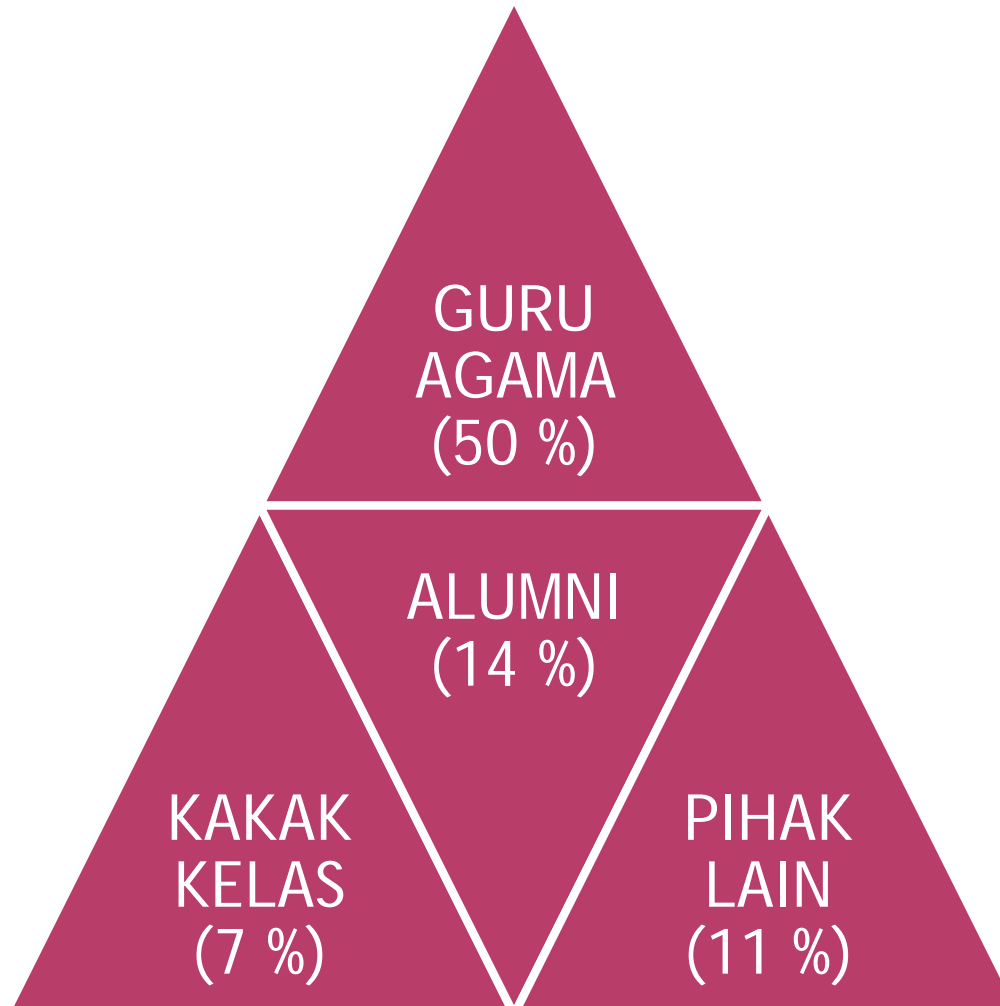 GURU
AGAMA
(50 %)
ALUMNI
(14 %)
KAKAK
KELAS
(7 %)
PIHAK
LAIN
(11 %)